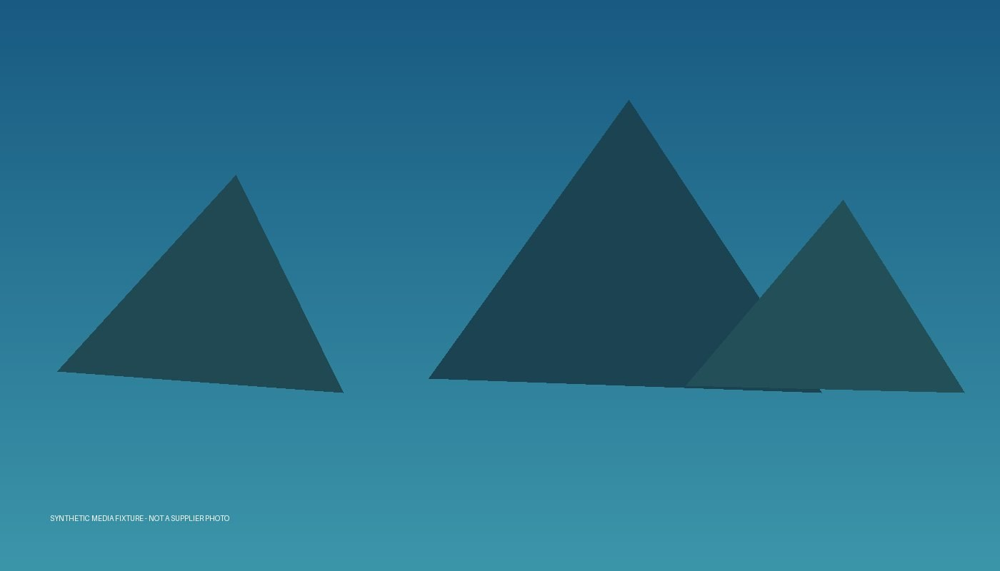 SYNTHETIC MEDIA FIXTURE - NOT A SUPPLIER PHOTO